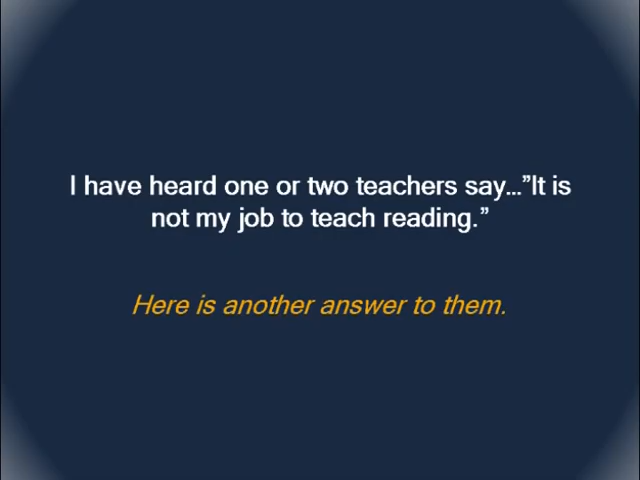 I have heard one or two teachers say...”It is
not my job to teach reading.”
Here is another answer to them.